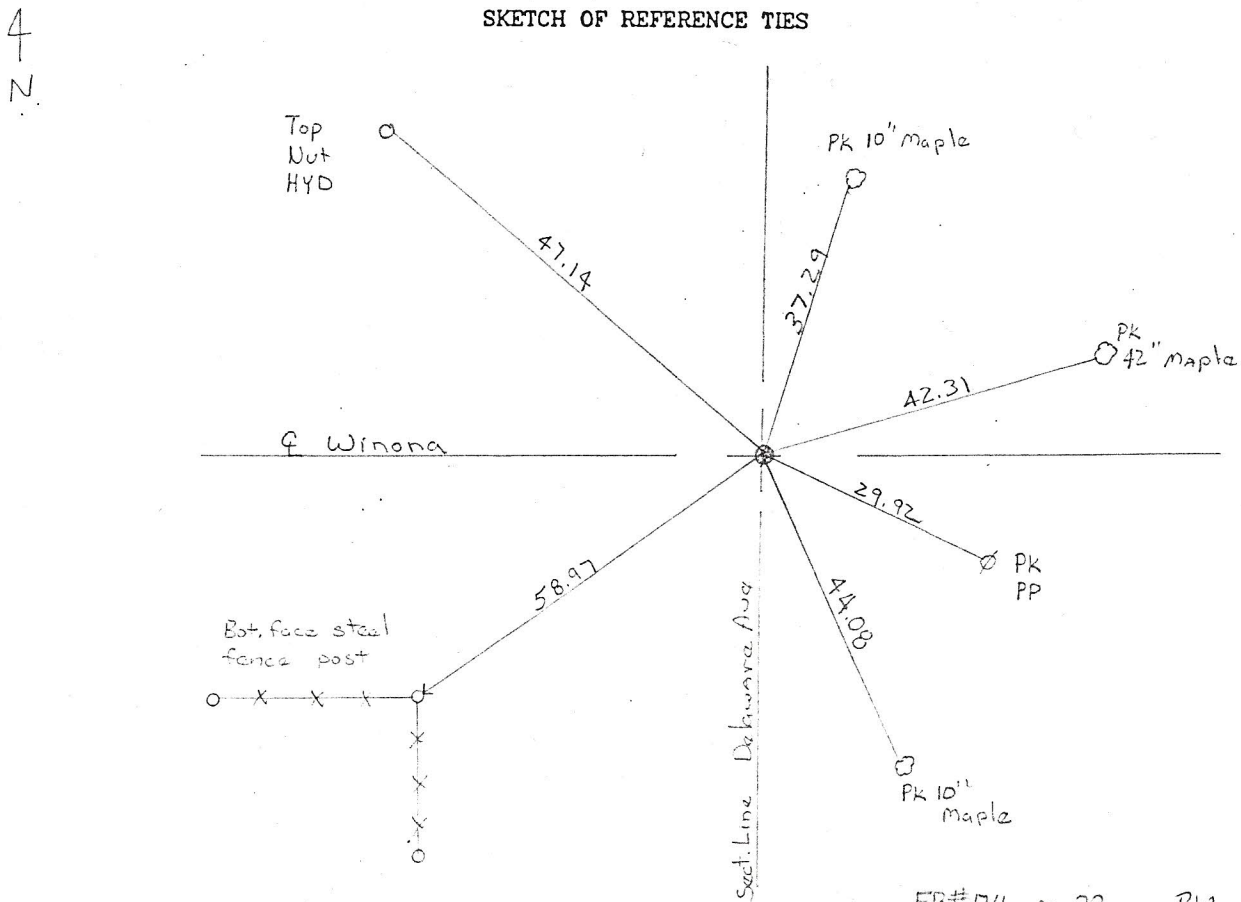 SKETCH OF REFERENCE TIES
N.
Top
Nut
HYD
PK 10" Maple
47.14
37.29
PK
42" Maple
42.31
℄ Winona
29.92
PK
PP
58.97
44.08
Bot. face steel
fence post
Sect. Line Delaware Ave
PK 10"
Maple